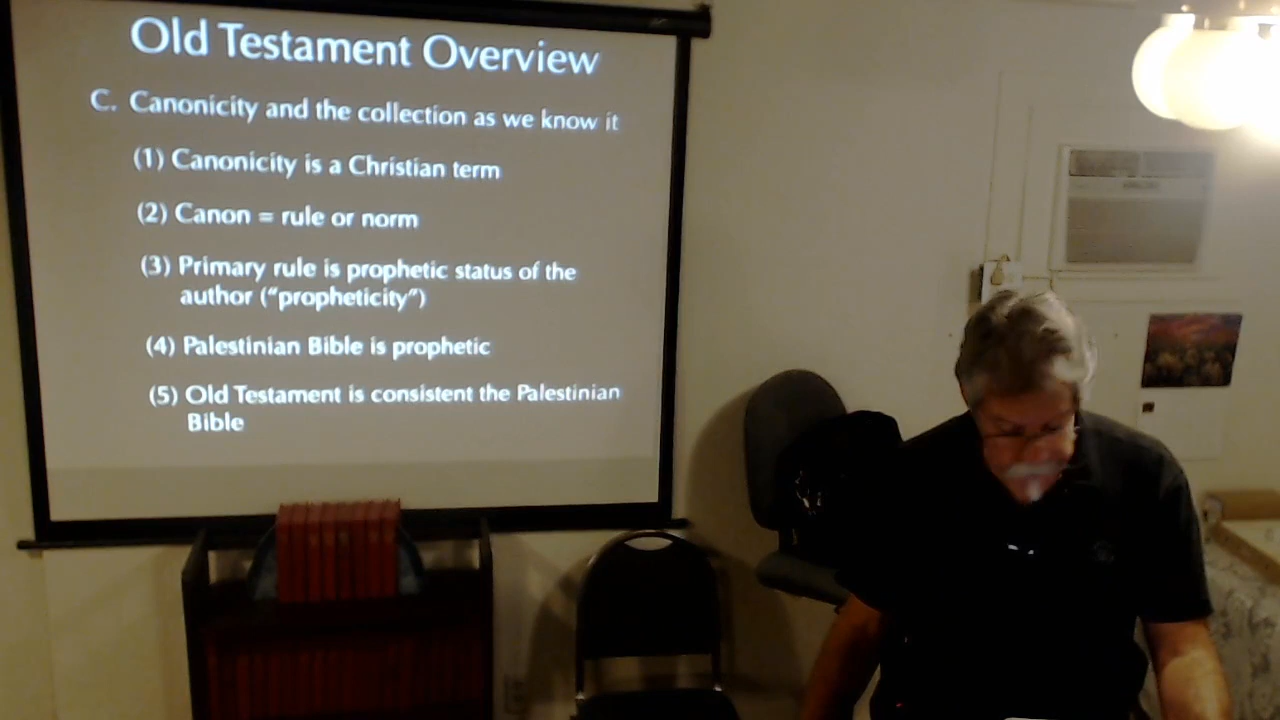 Old Testament Overview
C. Canonicity and the collection as we know it
(1) Canonicity is a Christian term
(2) Canon = rule or norm
(3) Primary rule is prophetic status of the
author ("propheticity")
(4) Palestinian Bible is prophetic
(5) Old Testament is consistent the Palestinian
Bible